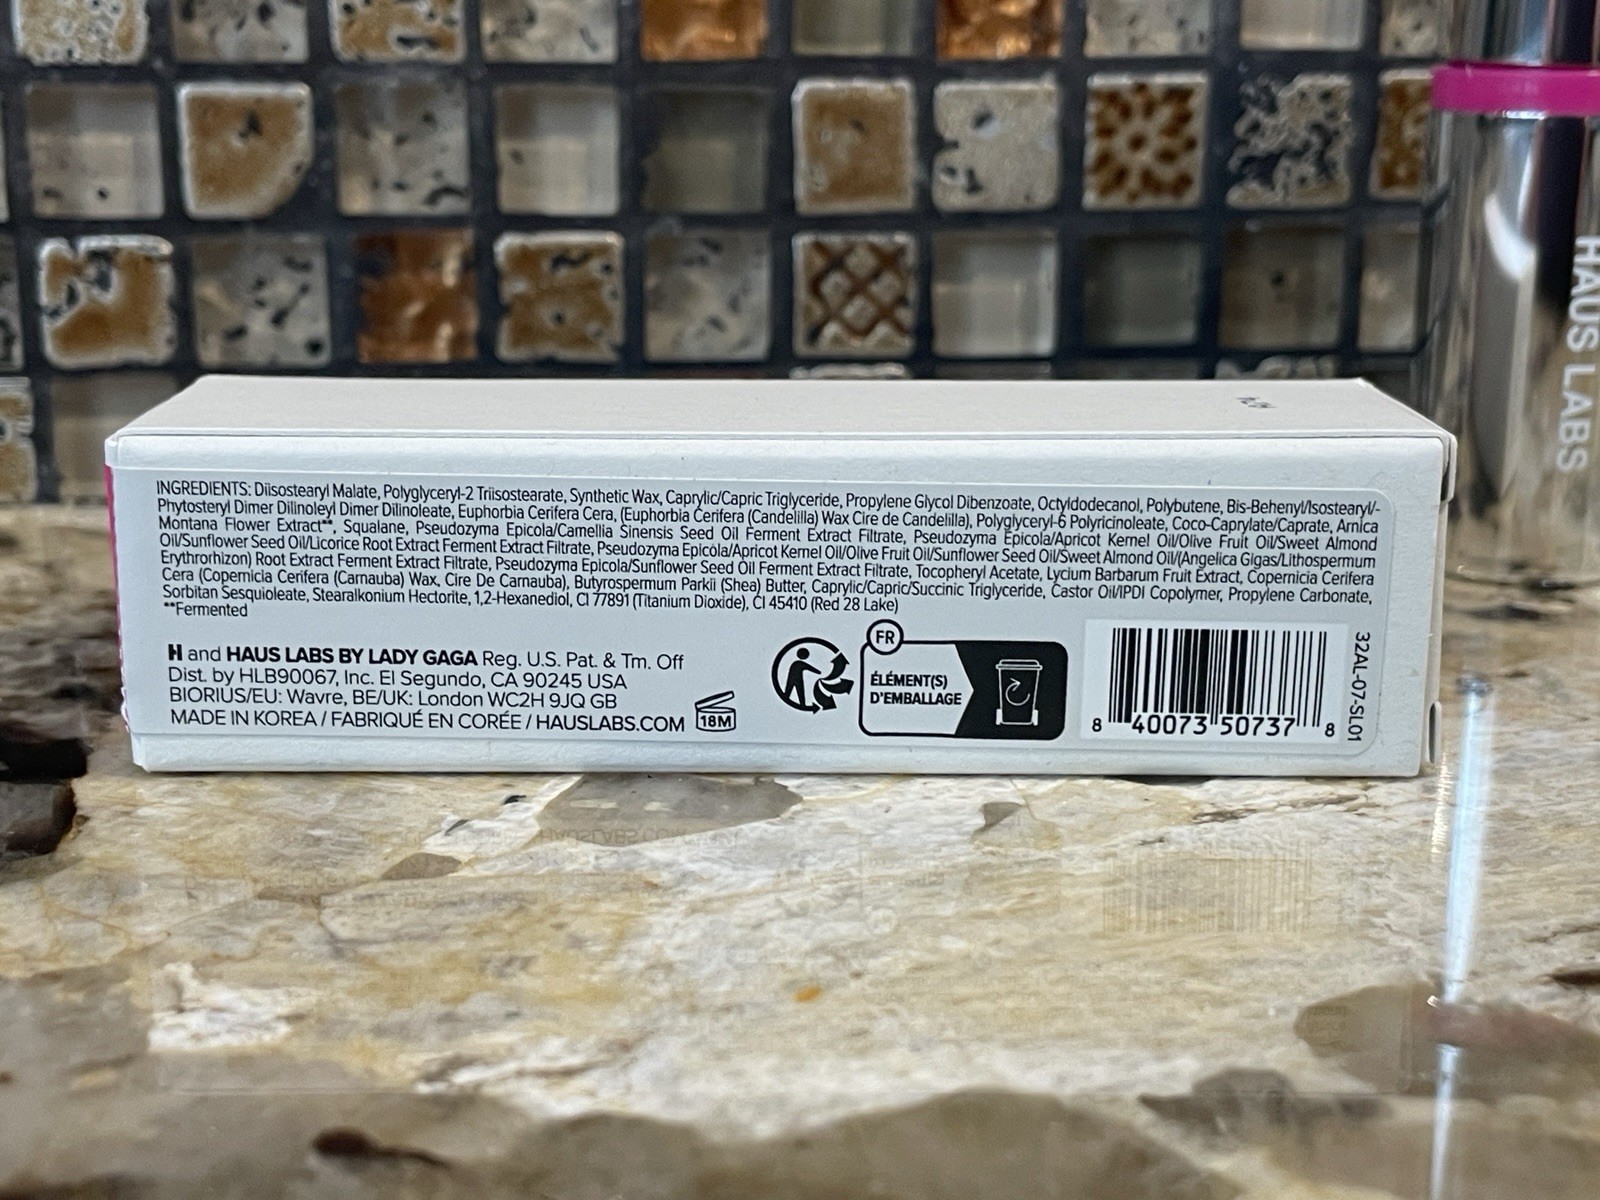 INGREDIENTS: Diisostearyl Malate, Polyglyceryl-2 Triisostearate, Synthetic Wax, Caprylic/Capric Triglyceride, Propylene Glycol Dibenzoate, Octyldodecanol, Polybutene, Bis-Behenyl/Isostearyl/-
Phytosteryl Dimer Dilinoleyl Dimer Dilinoleate, Euphorbia Cerifera Cera, (Euphorbia Cerifera (Candelilla) Wax Cire de Candelilla), Polyglyceryl-6 Polyricinoleate, Coco-Caprylate/Caprate, Arnica
Montana Flower Extract**, Squalane, Pseudozyma Epicola/Camellia Sinensis Seed Oil Ferment Extract Filtrate, Pseudozyma Epicola/Apricot Kernel Oil/Olive Fruit Oil/Sweet Almond
Oil/Sunflower Seed Oil/Licorice Root Extract Ferment Extract Filtrate, Pseudozyma Epicola/Apricot Kernel Oil/Olive Fruit Oil/Sunflower Seed Oil/Sweet Almond Oil/(Angelica Gigas/Lithospermum
Erythrorhizon) Root Extract Ferment Extract Filtrate, Pseudozyma Epicola/Sunflower Seed Oil Ferment Extract Filtrate, Tocopheryl Acetate, Lycium Barbarum Fruit Extract, Copernicia Cerifera
Cera (Copernicia Cerifera (Carnauba) Wax, Cire De Carnauba), Butyrospermum Parkii (Shea) Butter, Caprylic/Capric/Succinic Triglyceride, Castor Oil/IPDI Copolymer, Propylene Carbonate,
Sorbitan Sesquioleate, Stearalkonium Hectorite, 1,2-Hexanediol, CI 77891 (Titanium Dioxide), CI 45410 (Red 28 Lake)
**Fermented
H and HAUS LABS BY LADY GAGA Reg. U.S. Pat. & Tm. Off
Dist. by HLB90067, Inc. El Segundo, CA 90245 USA
BIORIUS/EU: Wavre, BE/UK: London WC2H 9JQ GB
MADE IN KOREA / FABRIQUÉ EN CORÉE / HAUSLABS.COM
18M
FR
ÉLÉMENT(S)
D'EMBALLAGE
8 40073 50737 8
32AL-07-SL01
HAUS LABS